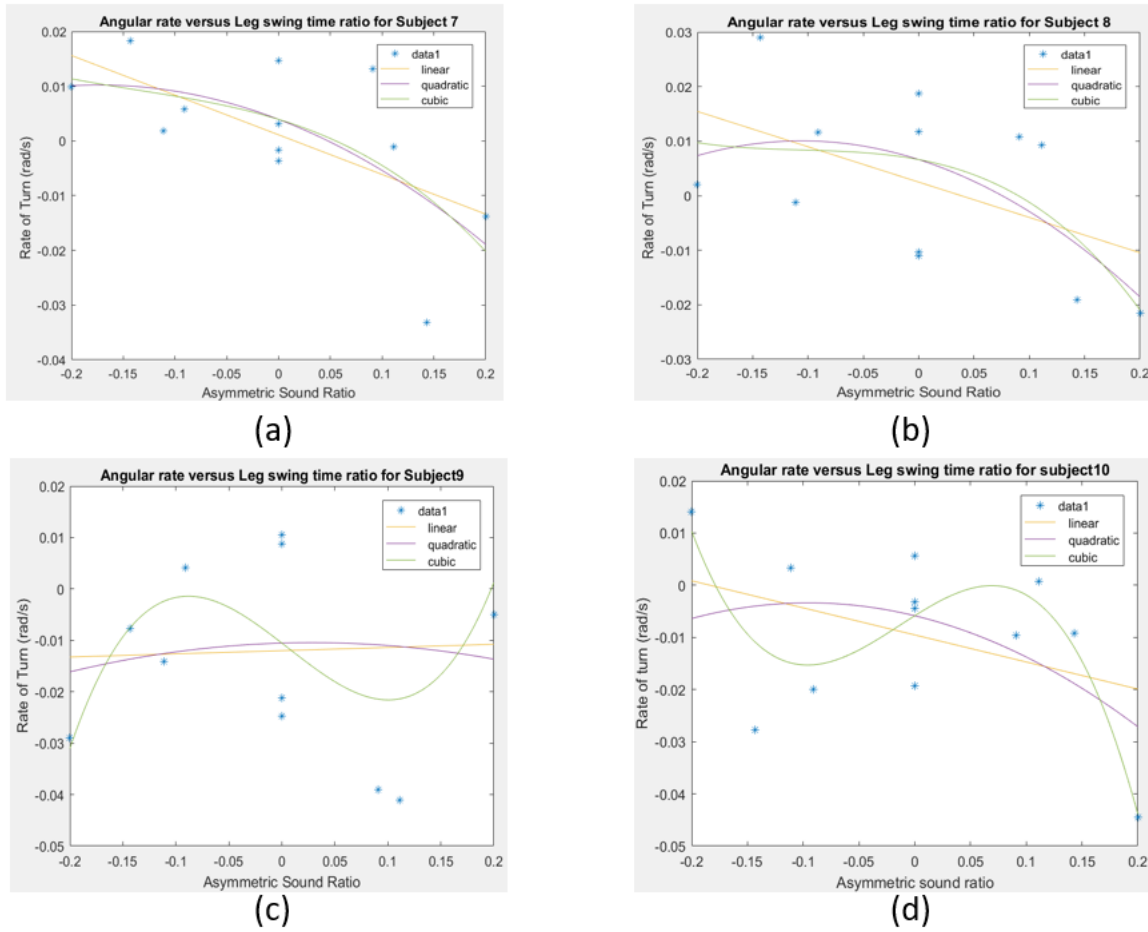 Angular rate versus Leg swing time ratio for Subject 7
0.02
0.01
0
-0.01
-0.02
-0.03
-0.04
Rate of Turn (rad/s)
data1
linear
quadratic
cubic
-0.2 -0.15 -0.1 -0.05 0 0.05 0.1 0.15 0.2
Asymmetric Sound Ratio
(a)
Angular rate versus Leg swing time ratio for Subject 8
0.03
0.02
0.01
0
-0.01
-0.02
-0.03
Rate of Turn (rad/s)
data1
linear
quadratic
cubic
-0.2 -0.15 -0.1 -0.05 0 0.05 0.1 0.15 0.2
Asymmetric Sound Ratio
(b)
Angular rate versus Leg swing time ratio for Subject9
0.02
0.01
0
-0.01
-0.02
-0.03
-0.04
-0.05
Rate of Turn (rad/s)
data1
linear
quadratic
cubic
-0.2 -0.15 -0.1 -0.05 0 0.05 0.1 0.15 0.2
Asymmetric Sound Ratio
(c)
Angular rate versus Leg swing time ratio for subject10
0.02
0.01
0
-0.01
-0.02
-0.03
-0.04
-0.05
Rate of turn (rad/s)
data1
linear
quadratic
cubic
-0.2 -0.15 -0.1 -0.05 0 0.05 0.1 0.15 0.2
Asymmetric sound ratio
(d)